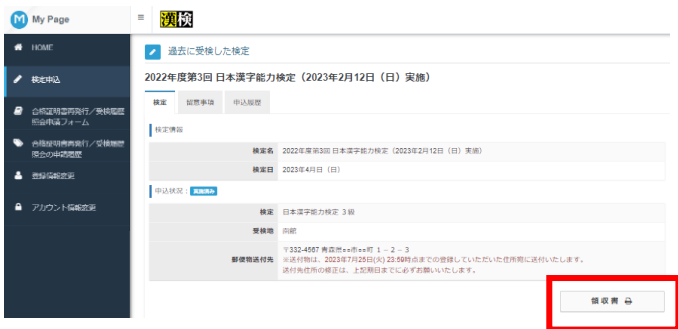 My Page
漢検
HOME
検定申込
合格証明書再発行／受検履歴
照会申請フォーム
合格証明書再発行／受検履歴
照会の申請履歴
登録情報変更
アカウント情報変更
過去に受検した検定
2022年度第3回 日本漢字能力検定（2023年2月12日（日）実施）
検定 留意事項 申込履歴
検定情報
検定名 2022年度第3回 日本漢字能力検定（2023年2月12日（日）実施）
検定日 2023年4月日（日）
申込状況：
検定 日本漢字能力検定 3級
受検地 函館
〒332-4567 青森県**市**町 1－2－3
郵便物送付先 ※送付物は、2023年7月25日(火) 23:59時点までの登録していただいた住所宛に送付いたします。
送付先住所の修正は、上記期日までに必ずお願いいたします。
領収書